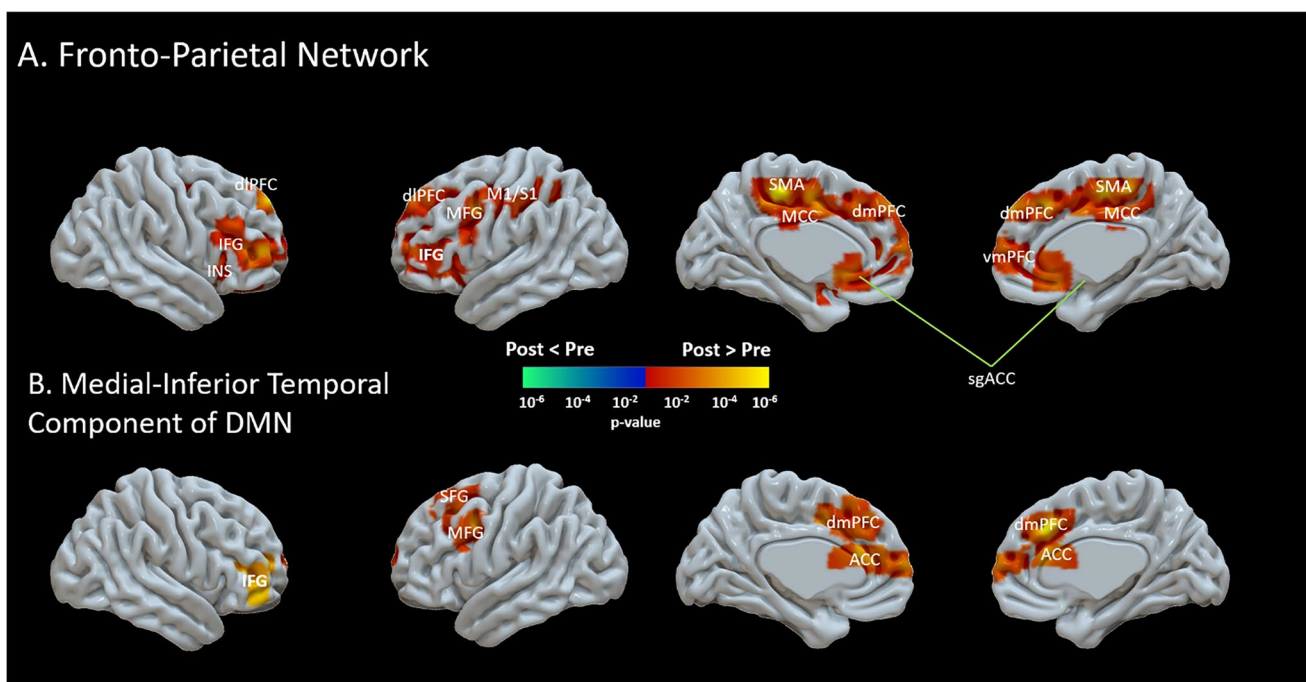 A. Fronto-Parietal Network
dlPFC
IFG
INS
dlPFC
M1/S1
MFG
IFG
SMA
MCC
dmPFC
SMA
dmPFC
MCC
vmPFC
sgACC
Post < Pre Post > Pre
10-6 10-4 10-2 10-2 10-4 10-6
p-value
B. Medial-Inferior Temporal
Component of DMN
IFG
SFG
MFG
dmPFC
ACC
dmPFC
ACC